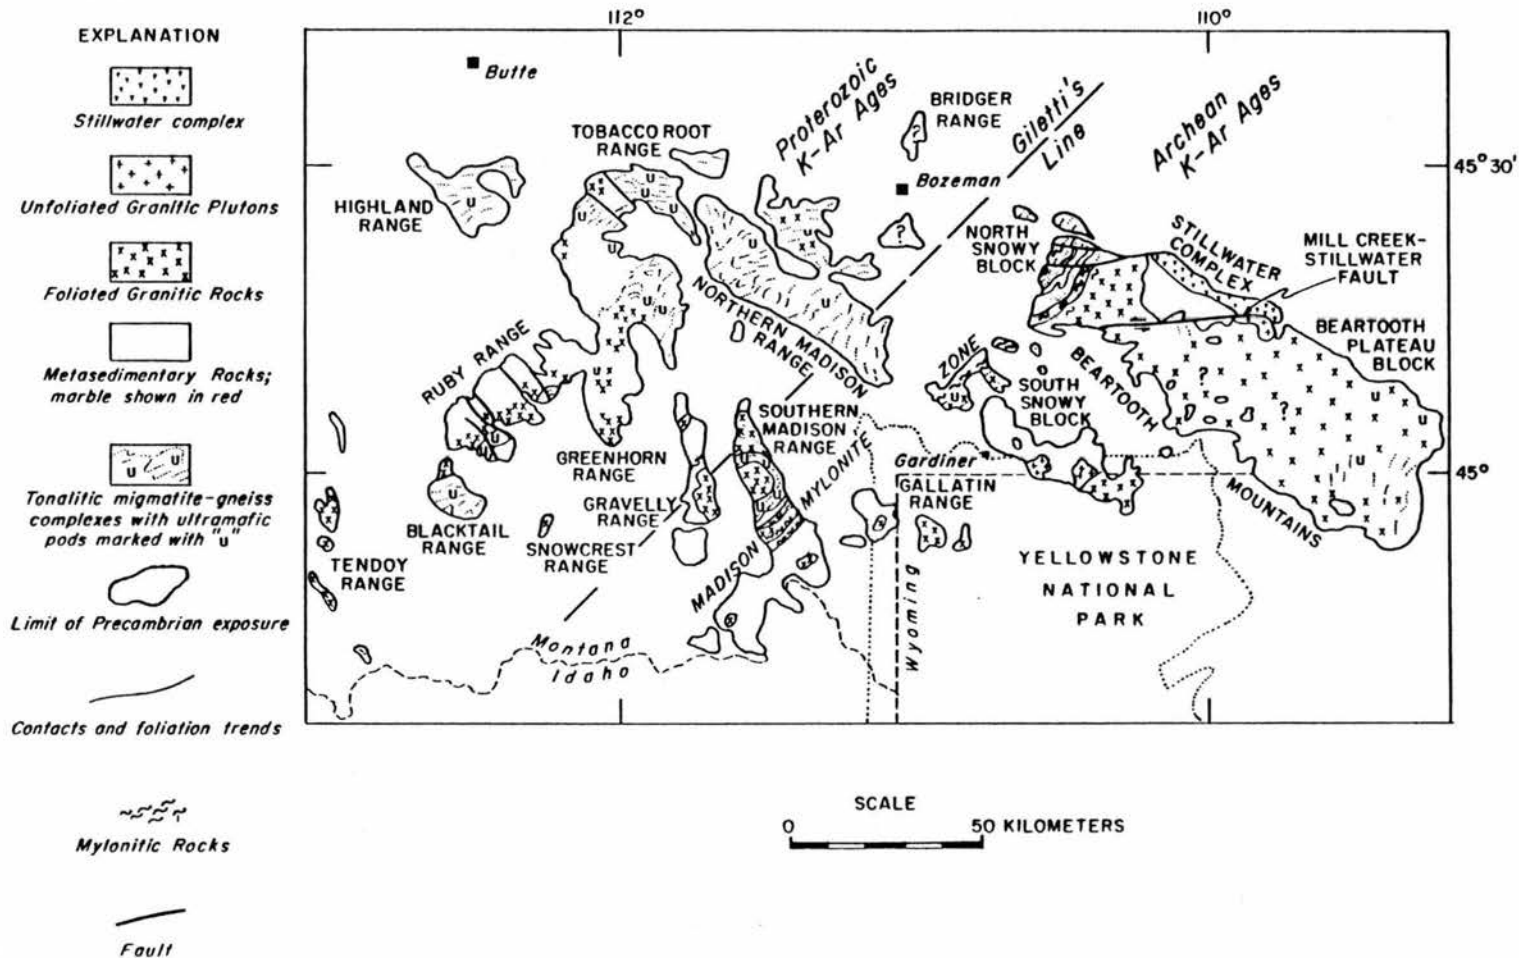 EXPLANATION
Stillwater complex
Unfoliated Granitic Plutons
Foliated Granitic Rocks
Metasedimentary Rocks;
marble shown in red
U
U
U
Tonalitic migmatite-gneiss
complexes with ultramafic
pods marked with "u"
Limit of Precambrian exposure
Contacts and foliation trends
Mylonitic Rocks
Fault
112°
110°
45°30'
45°
Butte
TOBACCO ROOT
RANGE
HIGHLAND
RANGE
Proterozoic
K-Ar Ages
BRIDGER
RANGE
?
Bozeman
?
Giletti's
Line
Archean
K-Ar Ages
NORTH
SNOWY
BLOCK
STILLWATER
COMPLEX
MILL CREEK-
STILLWATER
FAULT
BEARTOOTH
PLATEAU
BLOCK
NORTHERN MADISON
RANGE
RUBY RANGE
ZONE
SOUTH
SNOWY
BLOCK
BEARTOOTH
MOUNTAINS
SOUTHERN
MADISON
RANGE
MYLONITE
MADISON
GREENHORN
RANGE
GRAVELLY
RANGE
Gardiner
GALLATIN
RANGE
BLACKTAIL
RANGE
SNOWCREST
RANGE
TENDOY
RANGE
YELLOWSTONE
NATIONAL
PARK
Montana
Idaho
Wyoming
SCALE
0 50 KILOMETERS